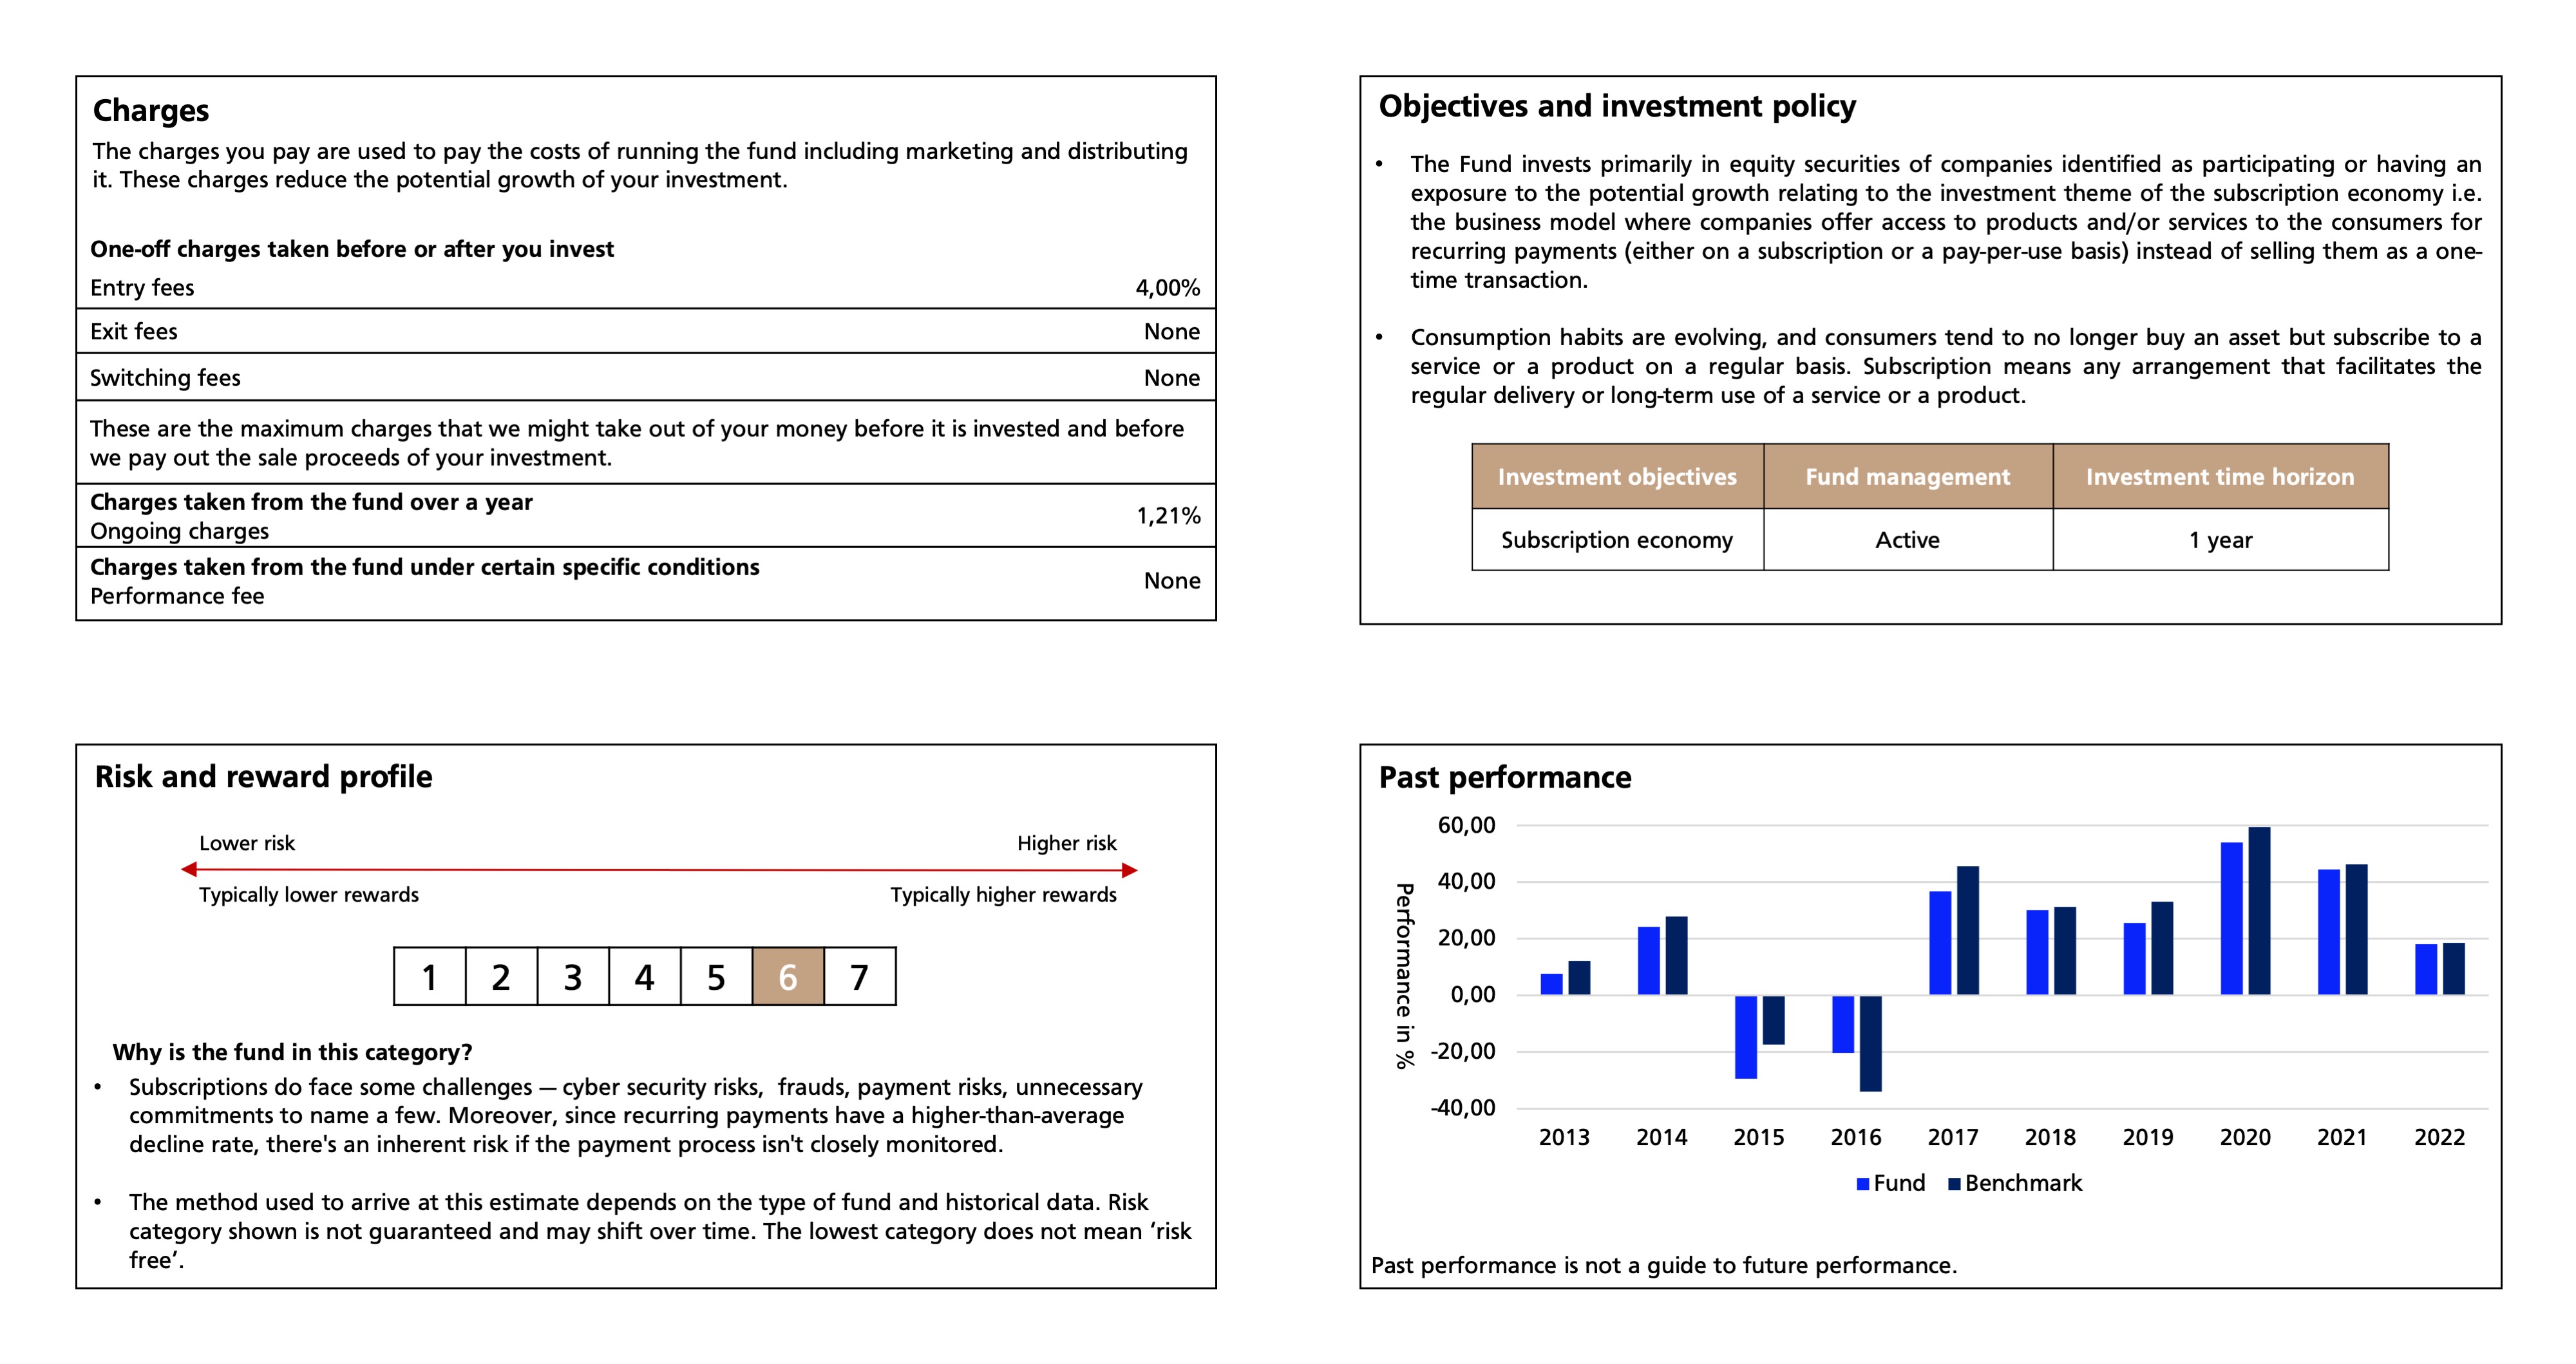 Charges
The charges you pay are used to pay the costs of running the fund including marketing and distributing
it. These charges reduce the potential growth of your investment.
One-off charges taken before or after you invest
Entry fees 4,00%
Exit fees None
Switching fees None
These are the maximum charges that we might take out of your money before it is invested and before
we pay out the sale proceeds of your investment.
Charges taken from the fund over a year
Ongoing charges 1,21%
Charges taken from the fund under certain specific conditions
Performance fee None
Objectives and investment policy
• The Fund invests primarily in equity securities of companies identified as participating or having an
exposure to the potential growth relating to the investment theme of the subscription economy i.e.
the business model where companies offer access to products and/or services to the consumers for
recurring payments (either on a subscription or a pay-per-use basis) instead of selling them as a one-
time transaction.
• Consumption habits are evolving, and consumers tend to no longer buy an asset but subscribe to a
service or a product on a regular basis. Subscription means any arrangement that facilitates the
regular delivery or long-term use of a service or a product.
Investment objectives Fund management Investment time horizon
Subscription economy Active 1 year
Risk and reward profile
Lower risk Higher risk
Typically lower rewards Typically higher rewards
1 2 3 4 5 6 7
Why is the fund in this category?
• Subscriptions do face some challenges — cyber security risks, frauds, payment risks, unnecessary
commitments to name a few. Moreover, since recurring payments have a higher-than-average
decline rate, there's an inherent risk if the payment process isn't closely monitored.
• The method used to arrive at this estimate depends on the type of fund and historical data. Risk
category shown is not guaranteed and may shift over time. The lowest category does not mean ‘risk
free’.
Past performance
Performance in %
60,00
40,00
20,00
0,00
-20,00
-40,00
2013 2014 2015 2016 2017 2018 2019 2020 2021 2022
Fund Benchmark
Past performance is not a guide to future performance.